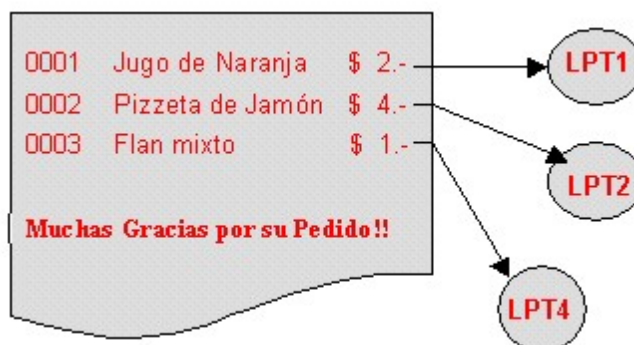 0001 Jugo de Naranja $ 2.- LPT1
0002 Pizzeta de Jamón $ 4.- LPT2
0003 Flan mixto $ 1.-
Muchas Gracias por su Pedido!!
LPT4